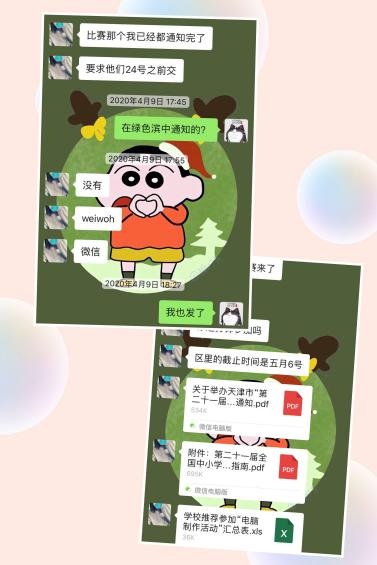 比赛那个我已经都通知完了
要求他们24号之前交
2020年4月9日 17:45
在绿色滨中通知的?
2020年4月9日 17:55
没有
weiwoh
微信
2020年4月9日 18:27
我也发了
赛来了
区里的截止时间是五月6号
关于举办天津市“第
二十一届...通知.pdf
PDF
534K
微信电脑版
附件：第二十一届全
国中小学...指南.pdf
PDF
695K
微信电脑版
学校推荐参加“电脑
制作活动”汇总表.xls
X
36K